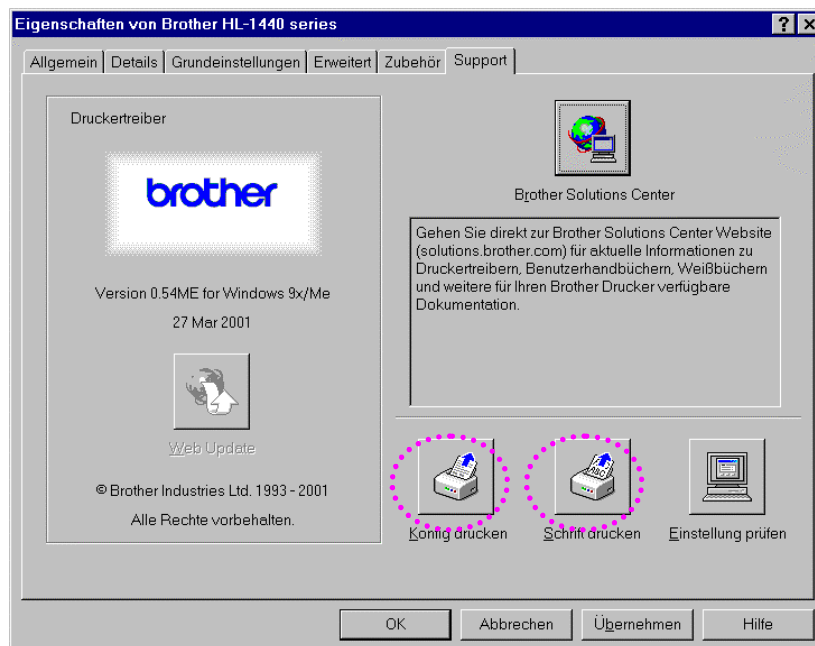 Eigenschaften von Brother HL-1440 series
Allgemein Details Grundeinstellungen Erweitert Zubehör Support
Druckertreiber
brother
Version 0.54ME for Windows 9x/Me
27 Mar 2001
Web Update
© Brother Industries Ltd. 1993 - 2001
Alle Rechte vorbehalten.
Brother Solutions Center
Gehen Sie direkt zur Brother Solutions Center Website
(solutions.brother.com) für aktuelle Informationen zu
Druckertreibern, Benutzerhandbüchern, Weißbüchern
und weitere für Ihren Brother Drucker verfügbare
Dokumentation.
ABC
Konfig drucken Schrift drucken Einstellung prüfen
OK Abbrechen Übernehmen Hilfe